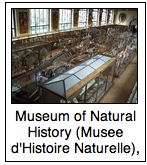 Museum of Natural
History (Musee
d'Histoire Naturelle),